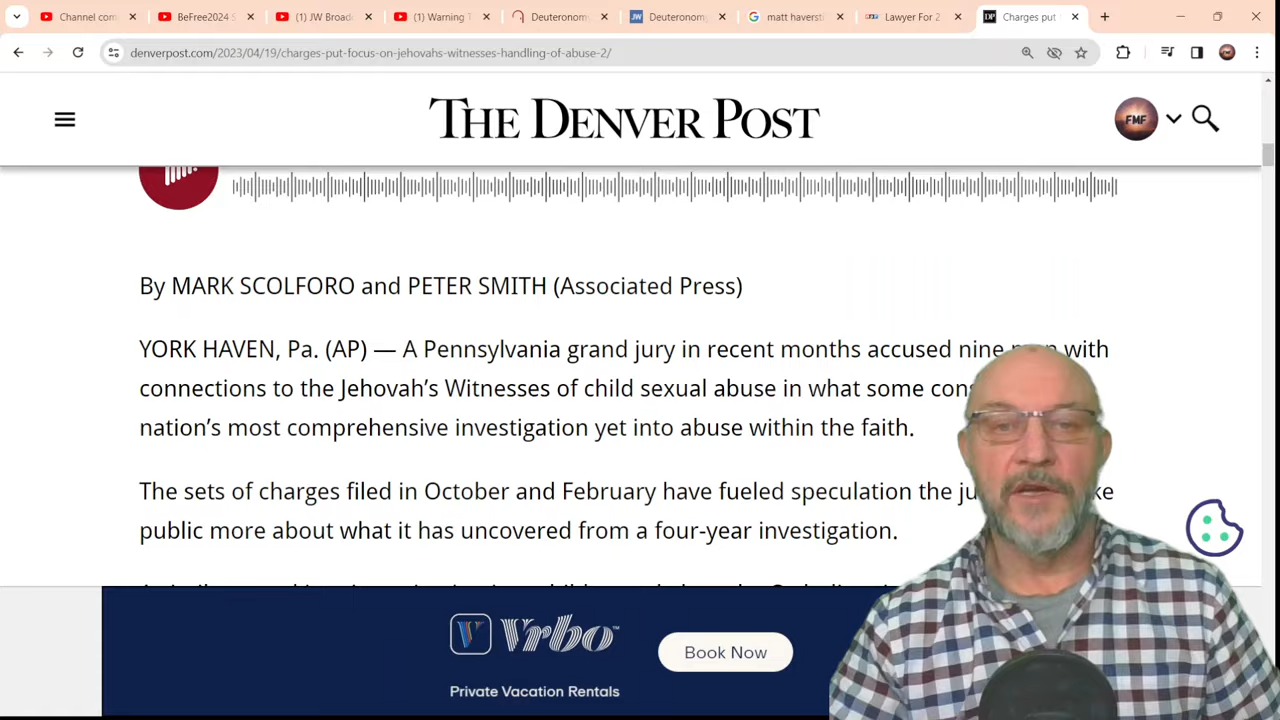 Channel com
BeFree2024 S
(1) JW Broad
(1) Warning T
Deuteronom
Deuteronomy
matt haversti
Lawyer For 2
Charges put
denverpost.com/2023/04/19/charges-put-focus-on-jehovahs-witnesses-handling-of-abuse-2/
THE DENVER POST
FMF
By MARK SCOLFORO and PETER SMITH (Associated Press)
YORK HAVEN, Pa. (AP) — A Pennsylvania grand jury in recent months accused nine with
connections to the Jehovah's Witnesses of child sexual abuse in what some
nation's most comprehensive investigation yet into abuse within the faith.
The sets of charges filed in October and February have fueled speculation the
public more about what it has uncovered from a four-year investigation.
Vrbo
Book Now
Private Vacation Rentals